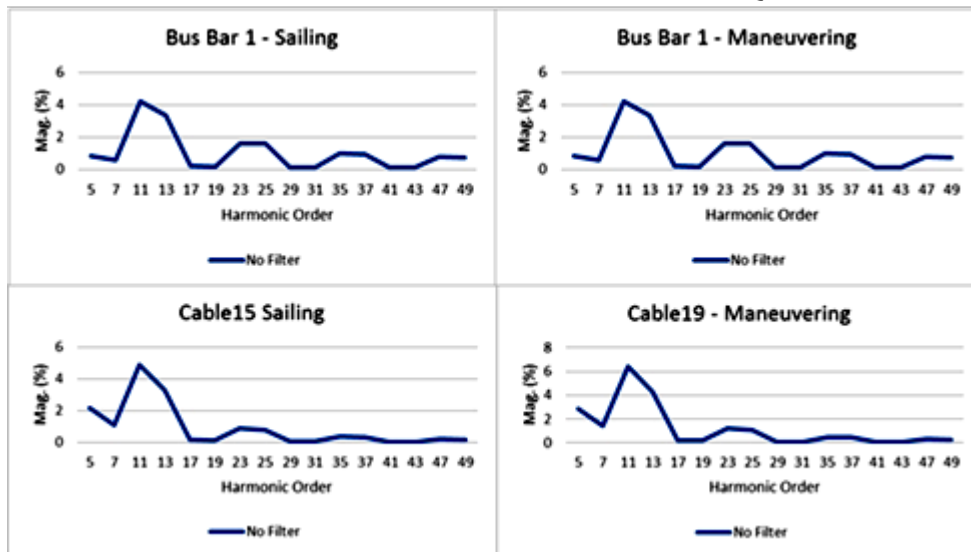 Bus Bar 1 - Sailing
Mag. (%)
6
4
2
0
5 7 11 13 17 19 23 25 29 31 35 37 41 43 47 49
Harmonic Order
No Filter
Bus Bar 1 - Maneuvering
Mag. (%)
6
4
2
0
5 7 11 13 17 19 23 25 29 31 35 37 41 43 47 49
Harmonic Order
No Filter
Cable15 Sailing
Mag. (%)
6
4
2
0
5 7 11 13 17 19 23 25 29 31 35 37 41 43 47 49
Harmonic Order
No Filter
Cable19 - Maneuvering
Mag. (%)
8
6
4
2
0
5 7 11 13 17 19 23 25 29 31 35 37 41 43 47 49
Harmonic Order
No Filter